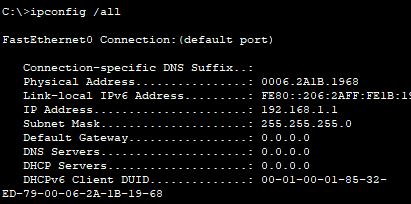 C:\>ipconfig /all
FastEthernet0 Connection:(default port)
Connection-specific DNS Suffix..:
Physical Address................: 0006.2A1B.1968
Link-local IPv6 Address.........: FE80::206:2AFF:FE1B:19
IP Address......................: 192.168.1.1
Subnet Mask.....................: 255.255.255.0
Default Gateway.................: 0.0.0.0
DNS Servers.....................: 0.0.0.0
DHCP Servers....................: 0.0.0.0
DHCPv6 Client DUID..............: 00-01-00-01-85-32-
ED-79-00-06-2A-1B-19-68